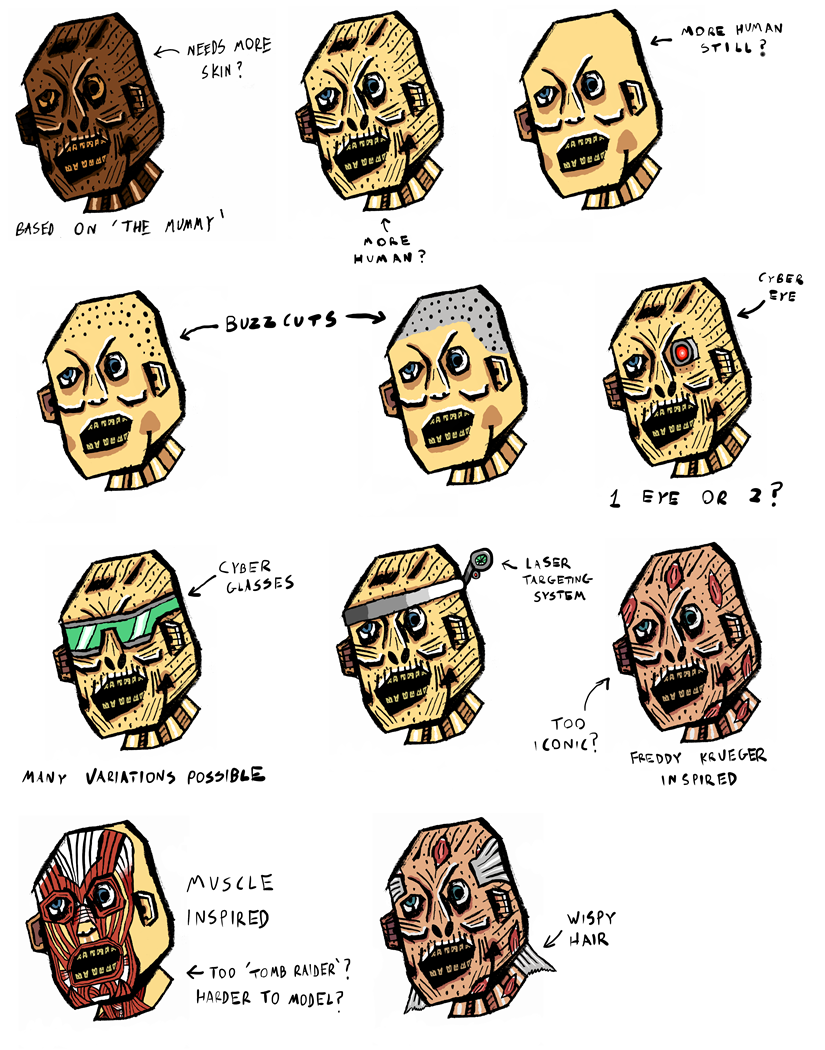 NEEDS MORE
SKIN?
MORE HUMAN
STILL?
BASED ON 'THE MUMMY'
MORE
HUMAN?
BUZZCUTS
CYBER
EYE
1 EYE OR 2?
CYBER
GLASSES
LASER
TARGETING
SYSTEM
MANY VARIATIONS POSSIBLE
TOO
ICONIC?
FREDDY KRUEGER
INSPIRED
MUSCLE
INSPIRED
TOO 'TOMB RAIDER'?
HARDER TO MODEL?
WISPY
HAIR